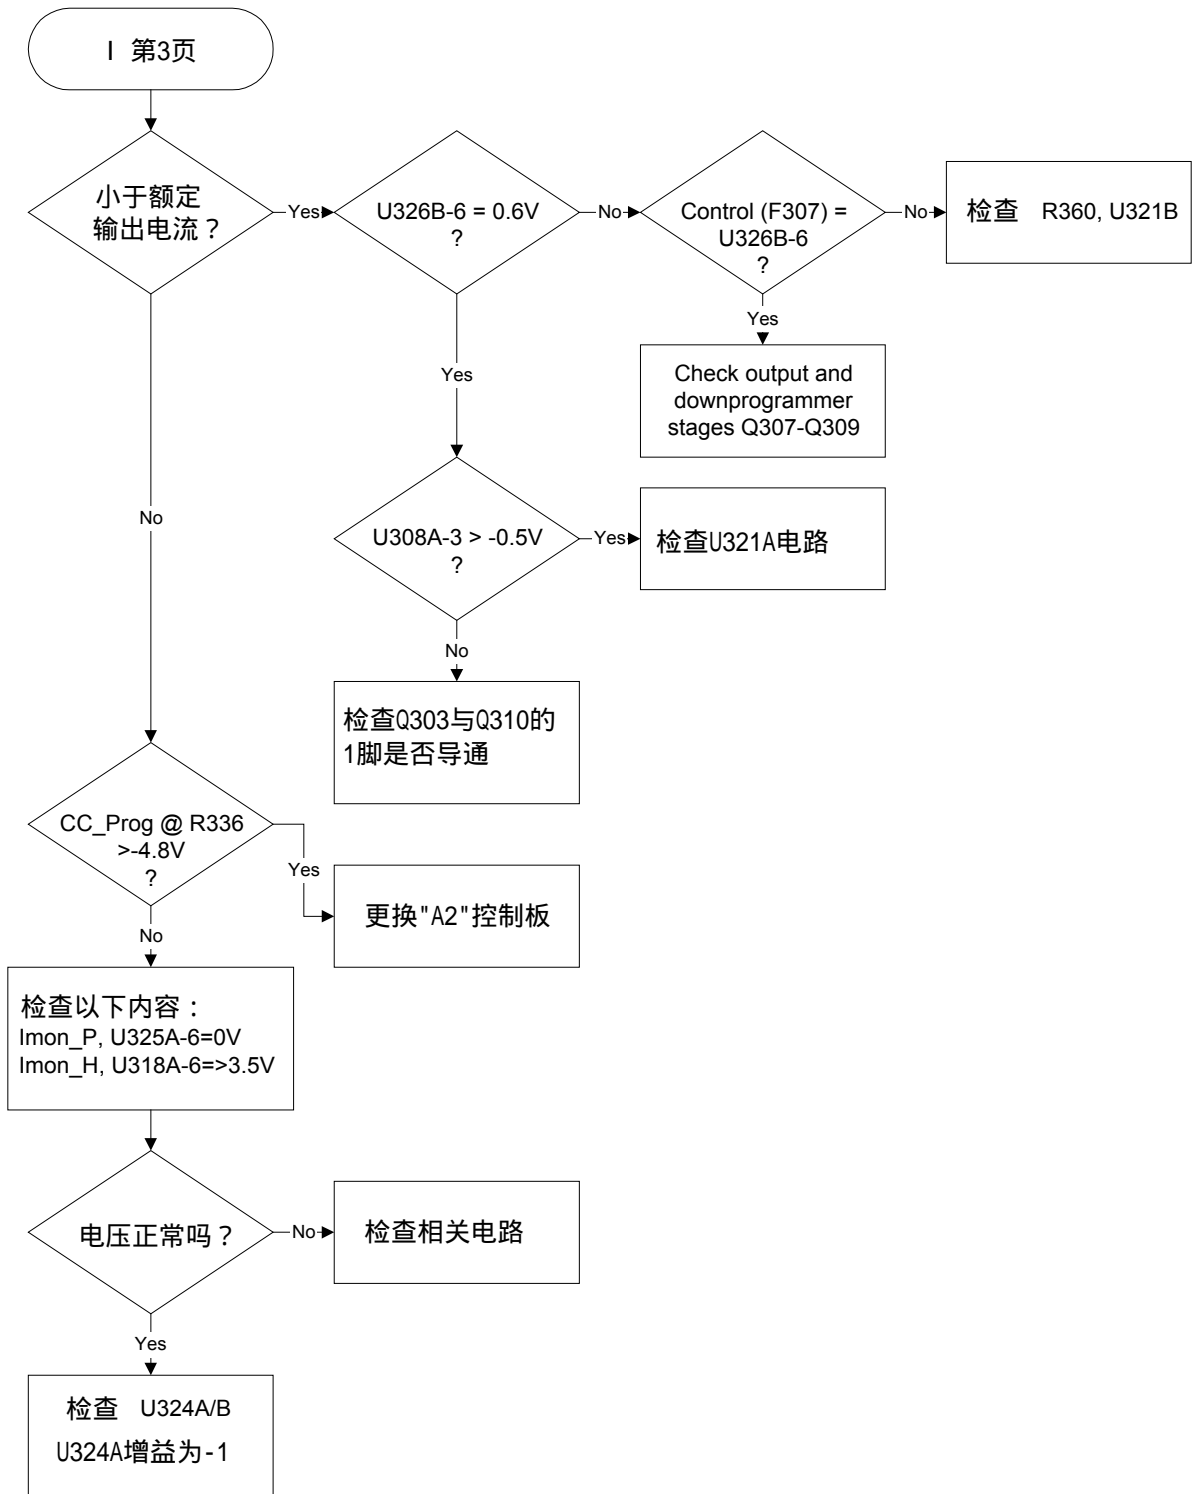 I 第3页
小于额定
输出电流？
Yes
U326B-6 = 0.6V
?
No
Control (F307) =
U326B-6
?
No
检查 R360, U321B
Yes
Check output and
downprogrammer
stages Q307-Q309
Yes
No
U308A-3 > -0.5V
?
Yes
检查U321A电路
No
检查Q303与Q310的
1脚是否导通
CC_Prog @ R336
>-4.8V
?
Yes
更换"A2"控制板
No
检查以下内容：
Imon_P, U325A-6=0V
Imon_H, U318A-6=>3.5V
电压正常吗？
No
检查相关电路
Yes
检查 U324A/B
U324A增益为-1